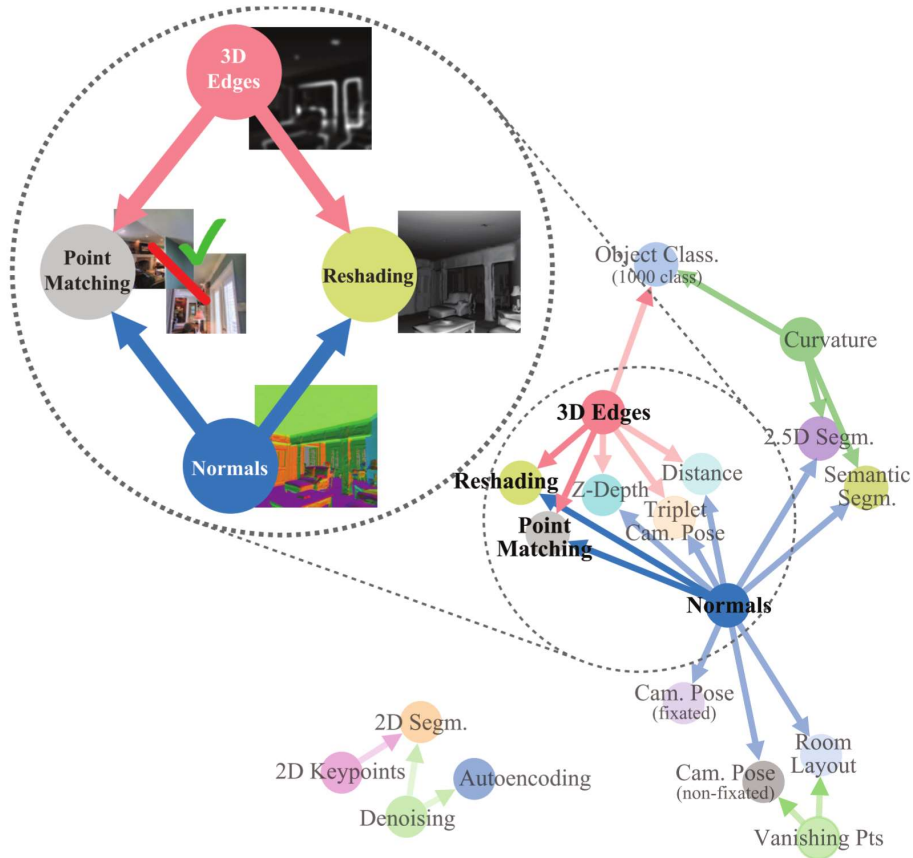 3D
Edges
Point
Matching
Reshading
Normals
Object Class.
(1000 class)
Curvature
3D Edges
2.5D Segm.
Reshading
Z-Depth
Distance
Semantic
Segm.
Triplet
Cam. Pose
Point
Matching
Normals
Cam. Pose
(fixated)
2D Segm.
2D Keypoints
Autoencoding
Denoising
Room
Layout
Cam. Pose
(non-fixated)
Vanishing Pts